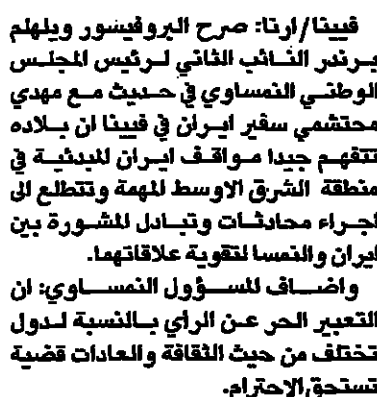 فيينا/ارنا: صرح البروفيسور ويلهلم
برندر النائب الثاني لرئيس المجلس
الوطني النمساوي في حديث مع مهدي
محتشمي سفير ايران في فيينا ان بلاده
تتفهم جيدا مواقف ايران المبدئية في
منطقة الشرق الاوسط المهمة وتتطلع الى
اجراء محادثات وتبادل المشورة بين
ايران والنمسا لتقوية علاقاتهما.
واضاف المسؤول النمساوي: ان
التعبير الحر عن الرأي بالنسبة لدول
تختلف من حيث الثقافة والعادات قضية
تستحق الاحترام.